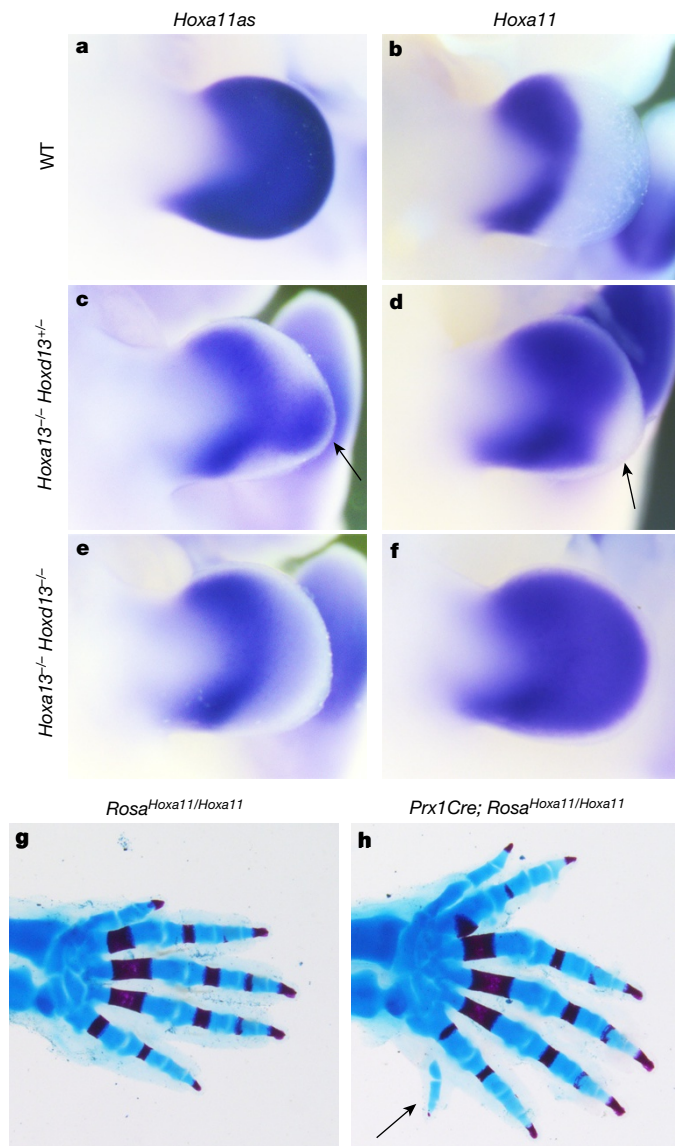 Hoxa11as Hoxa11
a b
WT
c d
Hoxa13–/– Hoxd13+/–
e f
Hoxa13–/– Hoxd13–/–
RosaHoxa11/Hoxa11 Prx1Cre; RosaHoxa11/Hoxa11
g h